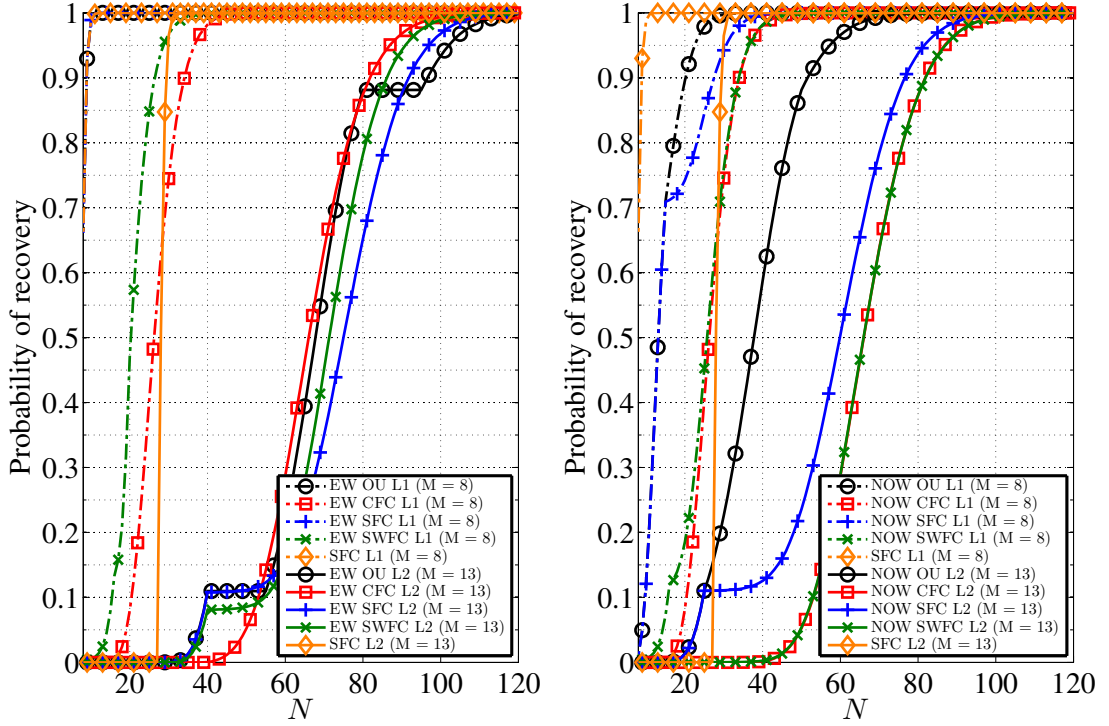 Probability of recovery
1
0.9
0.8
0.7
0.6
0.5
0.4
0.3
0.2
0.1
0
20 40 60 80 100 120
N
EW OU L1 (M = 8)
EW CFC L1 (M = 8)
EW SFC L1 (M = 8)
EW SWFC L1 (M = 8)
SFC L1 (M = 8)
EW OU L2 (M = 13)
EW CFC L2 (M = 13)
EW SFC L2 (M = 13)
EW SWFC L2 (M = 13)
SFC L2 (M = 13)
Probability of recovery
1
0.9
0.8
0.7
0.6
0.5
0.4
0.3
0.2
0.1
0
20 40 60 80 100 120
N
NOW OU L1 (M = 8)
NOW CFC L1 (M = 8)
NOW SFC L1 (M = 8)
NOW SWFC L1 (M = 8)
SFC L1 (M = 8)
NOW OU L2 (M = 13)
NOW CFC L2 (M = 13)
NOW SFC L2 (M = 13)
NOW SWFC L2 (M = 13)
SFC L2 (M = 13)